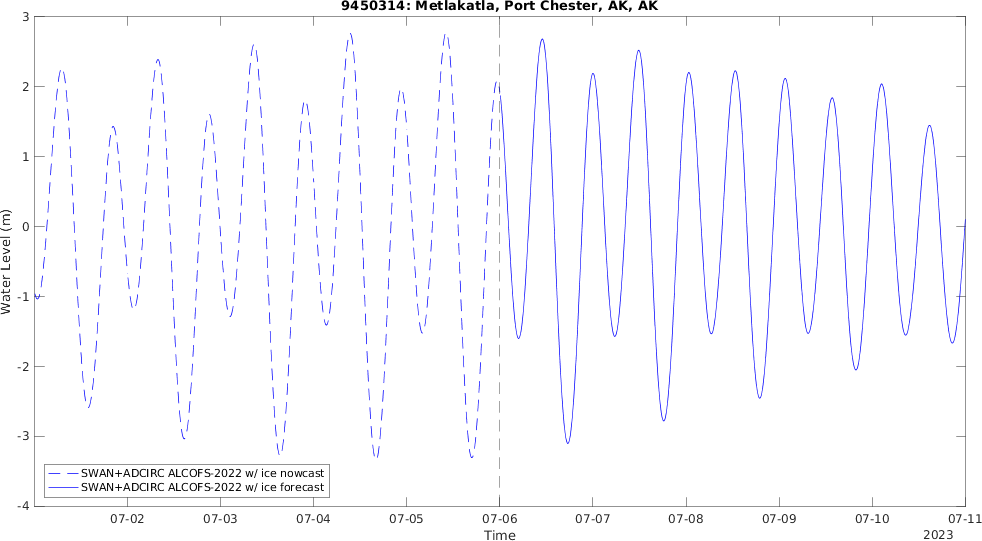 9450314: Metlakatla, Port Chester, AK, AK
3
2
1
0
-1
-2
-3
-4
Water Level (m)
SWAN+ADCIRC ALCOFS-2022 w/ ice nowcast
SWAN+ADCIRC ALCOFS-2022 w/ ice forecast
07-02 07-03 07-04 07-05 07-06 07-07 07-08 07-09 07-10 07-11
Time
2023